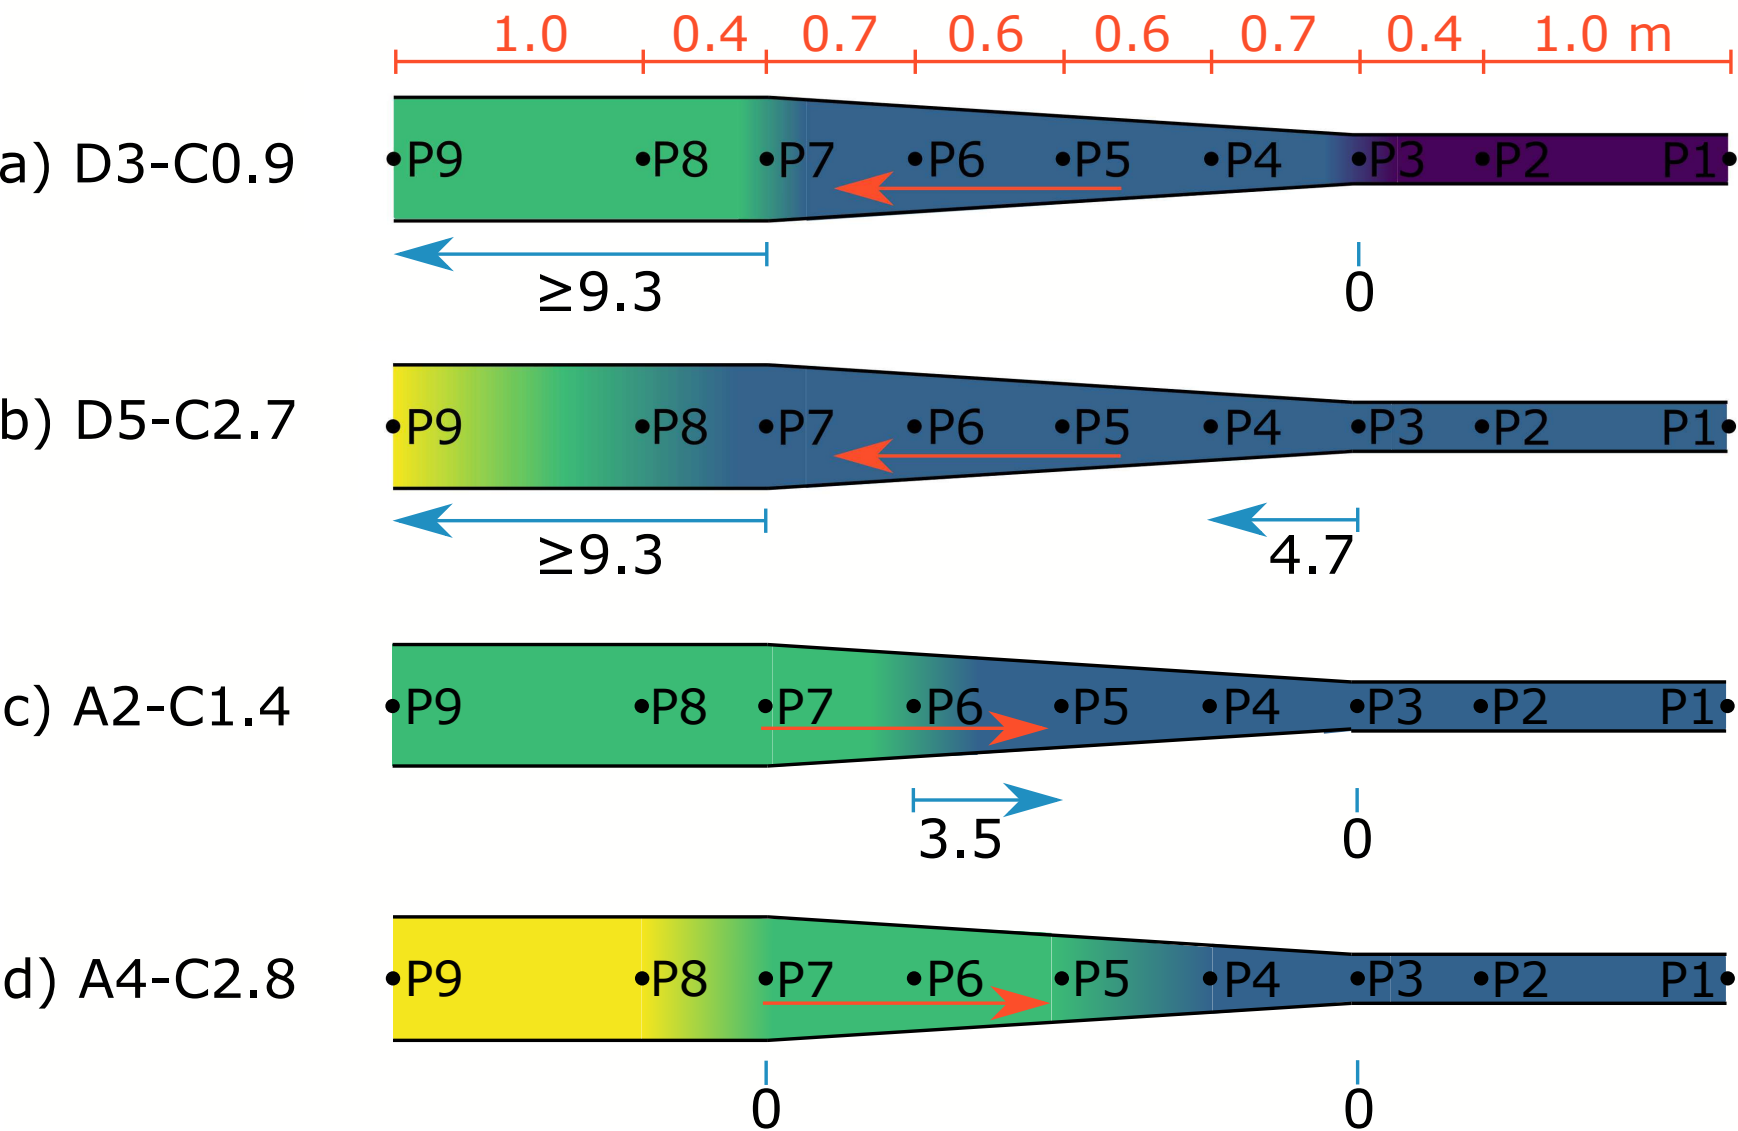 1.0 0.4 0.7 0.6 0.6 0.7 0.4 1.0 m
a) D3-C0.9 P9 P8 P7 P6 P5 P4 P3 P2 P1
≥9.3 0
b) D5-C2.7 P9 P8 P7 P6 P5 P4 P3 P2 P1
≥9.3 4.7
c) A2-C1.4 P9 P8 P7 P6 P5 P4 P3 P2 P1
3.5 0
d) A4-C2.8 P9 P8 P7 P6 P5 P4 P3 P2 P1
0 0